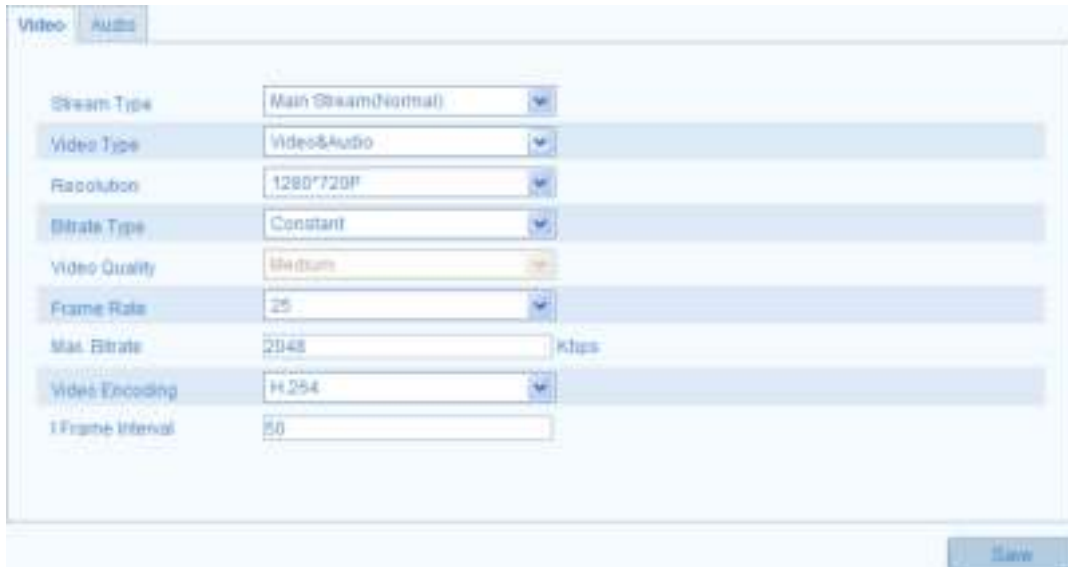 Video Audio
Stream Type Main Stream(Normal)
Video Type Video&Audio
Resolution 1280*720P
Bitrate Type Constant
Video Quality Medium
Frame Rate 25
Max. Bitrate 2048 Kbps
Video Encoding H.264
I Frame Interval 50
Save